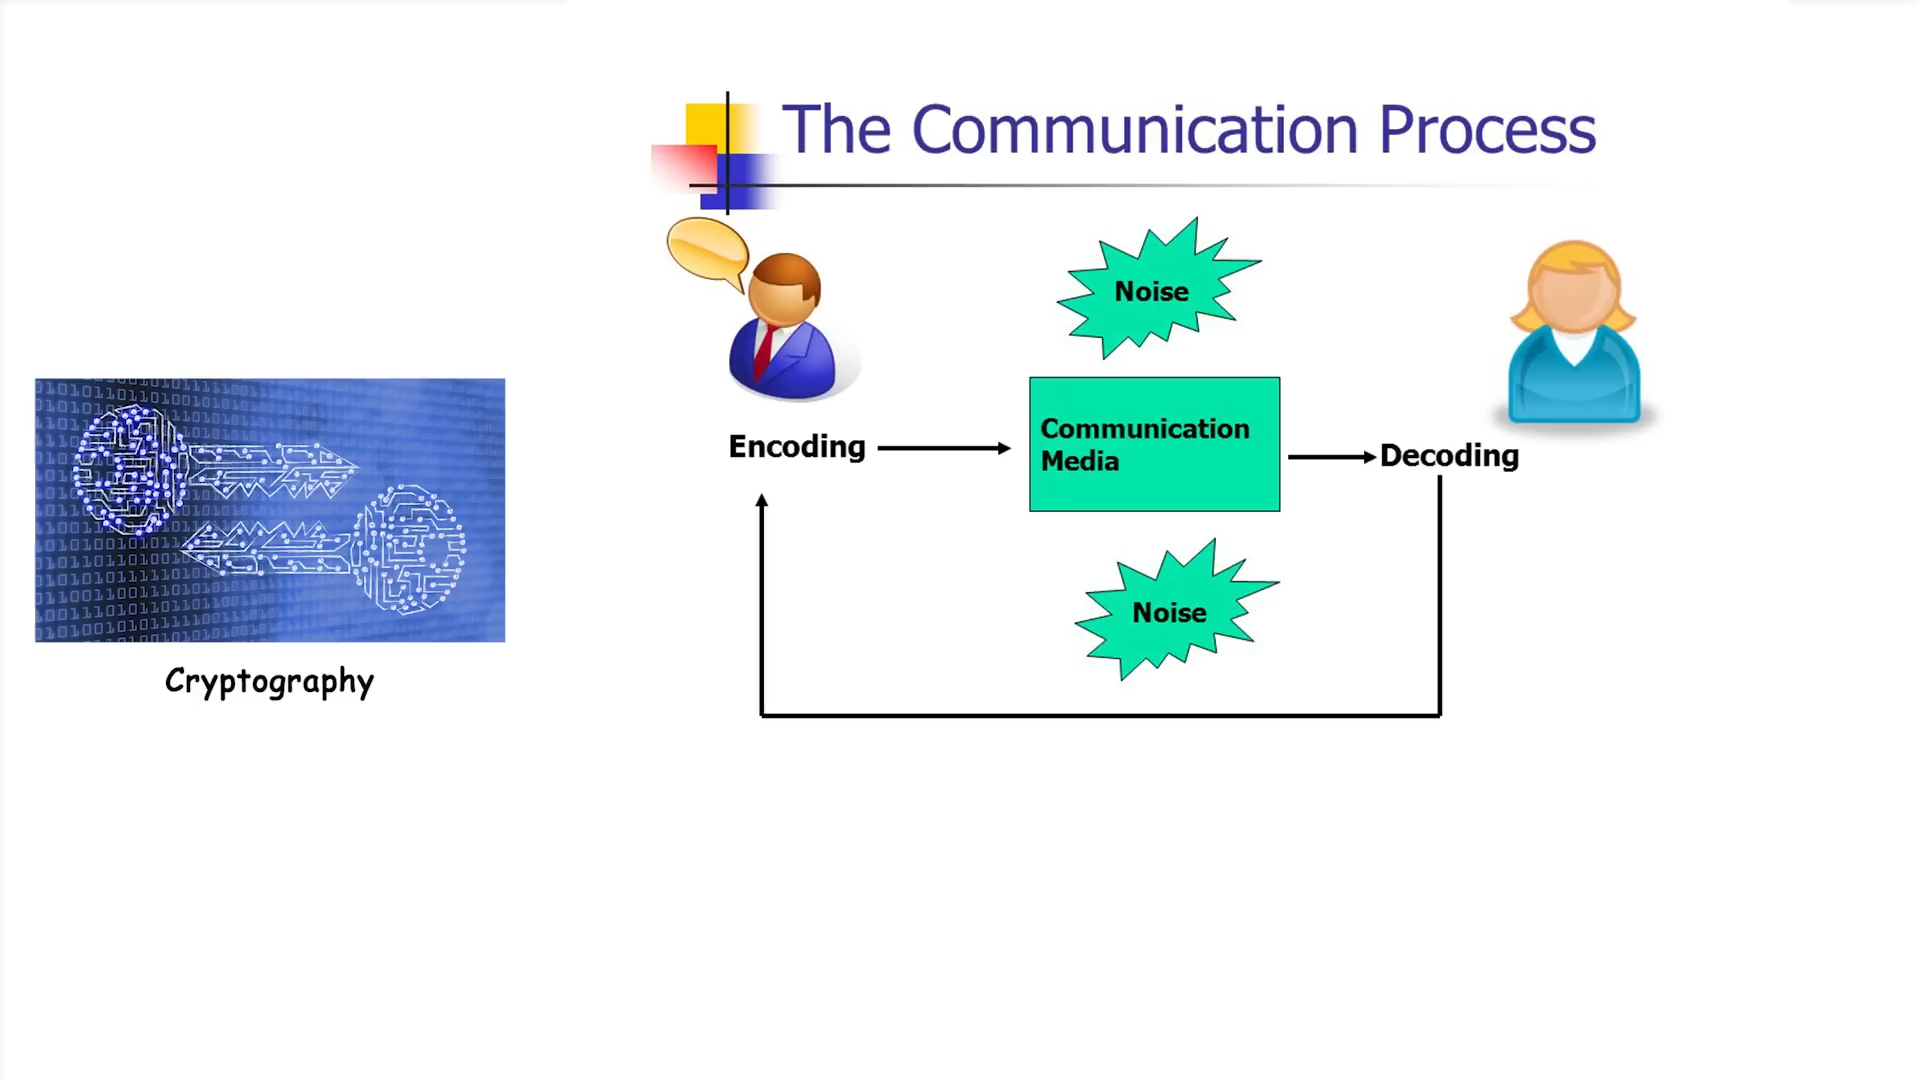 The Communication Process
Noise
Communication
Media
Encoding
Decoding
Noise
Cryptography